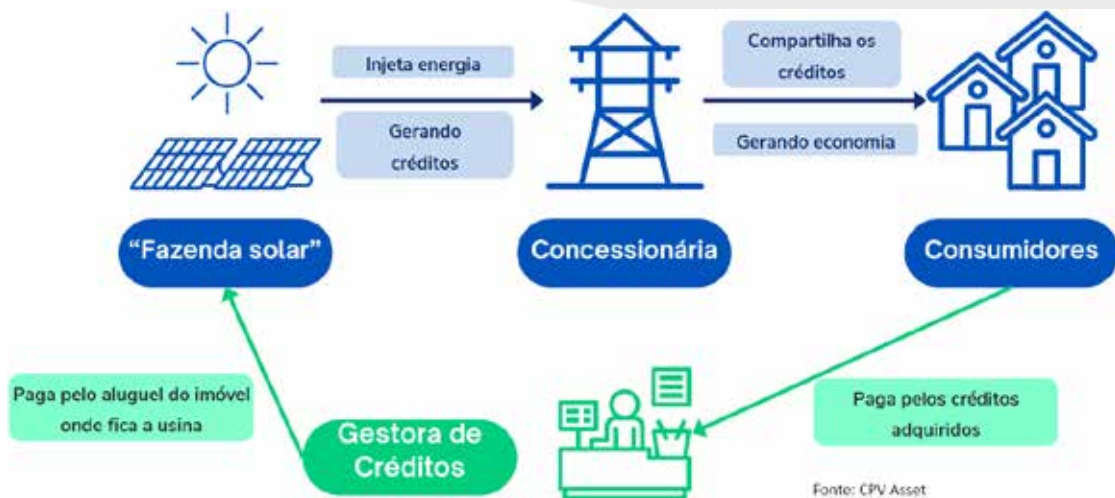 Injeta energia
Gerando
créditos
Compartilha os
créditos
Gerando economia
“Fazenda solar”
Concessionária
Consumidores
Paga pelo aluguel do imóvel
onde fica a usina
Gestora de
Créditos
Paga pelos créditos
adquiridos
Fonte: CPV Asset